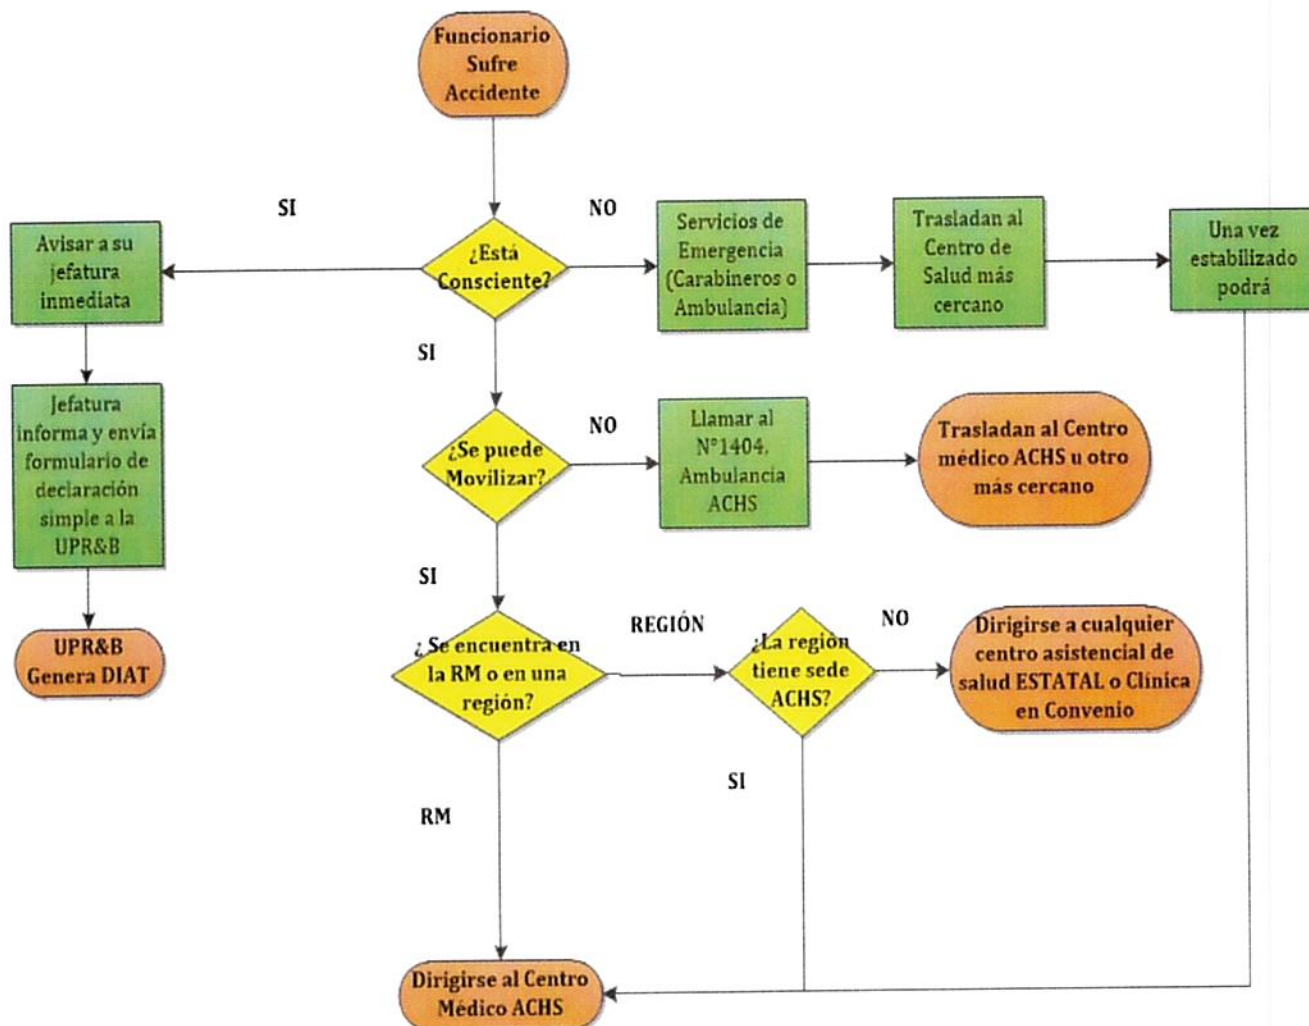 Funcionario
Sufre
Accidente
SI
NO
Avisar a su
jefatura
inmediata
¿Está
Consciente?
Servicios de
Emergencia
(Carabineros o
Ambulancia)
Trasladan al
Centro de
Salud más
cercano
Una vez
estabilizado
podrá
SI
Jefatura
informa y envía
formulario de
declaración
simple a la
UPR&B
¿Se puede
Movilizar?
NO
Llamar al
N°1404.
Ambulancia
ACHS
Trasladan al Centro
médico ACHS u otro
más cercano
SI
UPR&B
Genera DIAT
¿ Se encuentra en
la RM o en una
región?
REGIÓN
¿La región
tiene sede
ACHS?
NO
Dirigirse a cualquier
centro asistencial de
salud ESTATAL o Clínica
en Convenio
RM
SI
Dirigirse al Centro
Médico ACHS